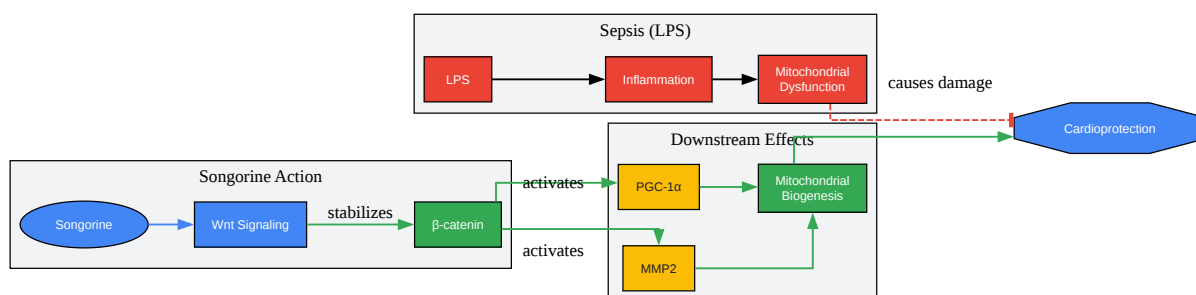 Sepsis (LPS)
LPS
Inflammation
Mitochondrial
Dysfunction
causes damage
Cardioprotection
Downstream Effects
Songorine Action
activates
PGC-1α
Mitochondrial
Biogenesis
Songorine
Wnt Signaling
stabilizes
β-catenin
activates
MMP2